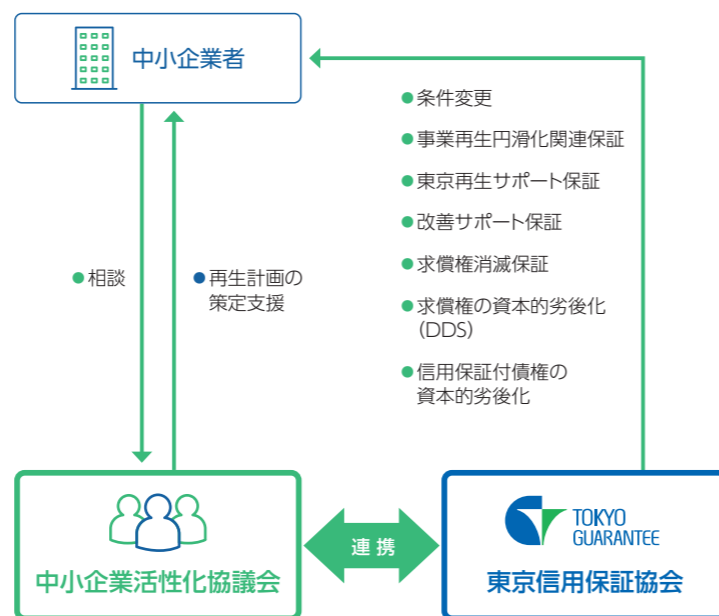 中小企業者
●条件変更
●事業再生円滑化関連保証
●東京再生サポート保証
●改善サポート保証
●求償権消滅保証
●求償権の資本的劣後化
（DDS）
●信用保証付債権の
資本的劣後化
●相談
●再生計画の
策定支援
中小企業活性化協議会
連携
TOKYO
GUARANTEE
東京信用保証協会